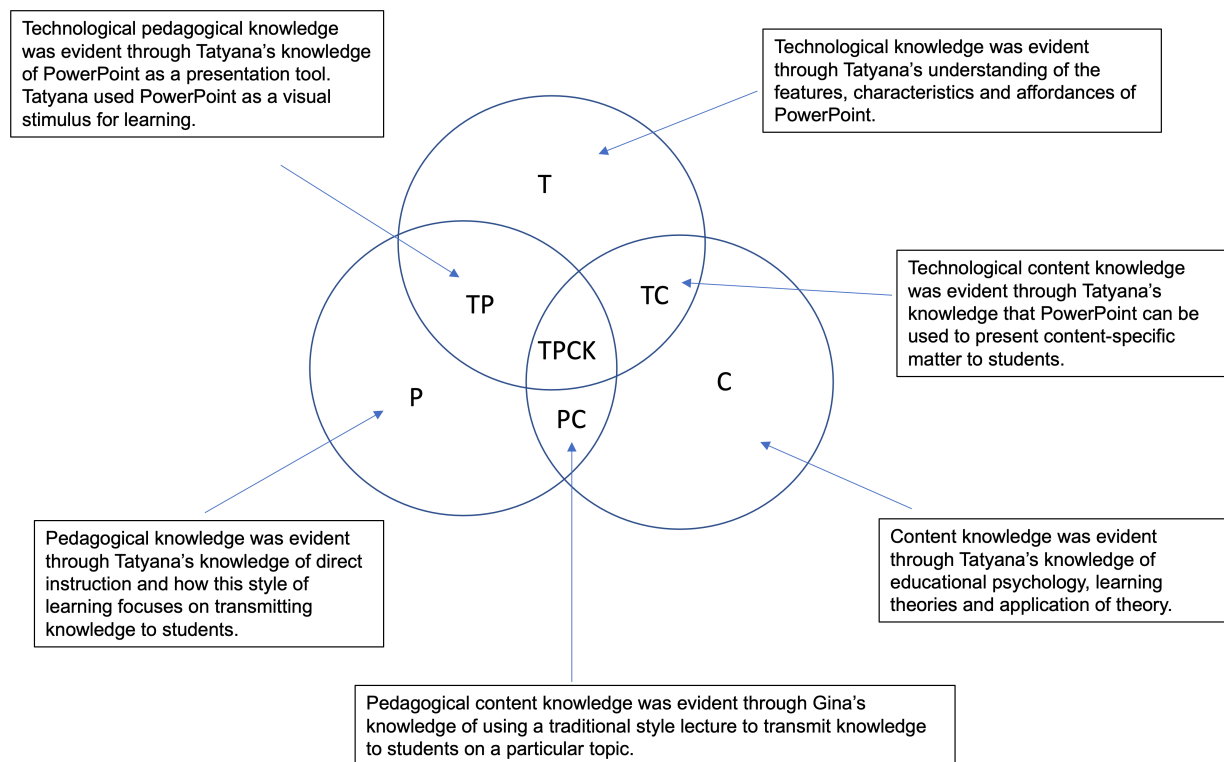 Technological pedagogical knowledge
was evident through Tatyana’s knowledge
of PowerPoint as a presentation tool.
Tatyana used PowerPoint as a visual
stimulus for learning.
Technological knowledge was evident
through Tatyana’s understanding of the
features, characteristics and affordances of
PowerPoint.
T
Technological content knowledge
was evident through Tatyana’s
knowledge that PowerPoint can be
used to present content-specific
matter to students.
TP
TC
TPCK
P
C
PC
Pedagogical knowledge was evident
through Tatyana’s knowledge of direct
instruction and how this style of
learning focuses on transmitting
knowledge to students.
Content knowledge was evident
through Tatyana’s knowledge of
educational psychology, learning
theories and application of theory.
Pedagogical content knowledge was evident through Gina’s
knowledge of using a traditional style lecture to transmit knowledge
to students on a particular topic.